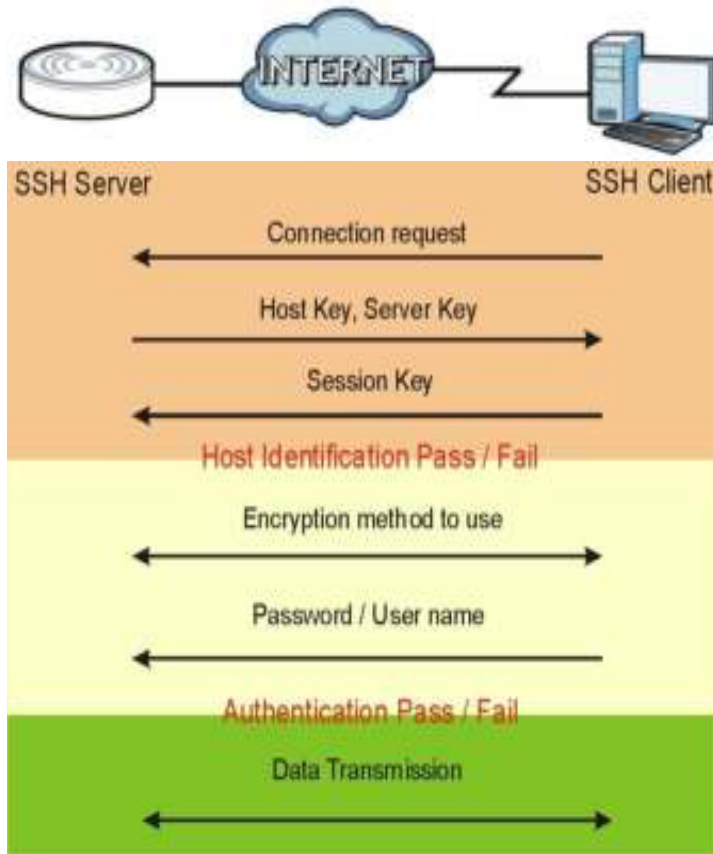 INTERNET
SSH Server
SSH Client
Connection request
Host Key, Server Key
Session Key
Host Identification Pass / Fail
Encryption method to use
Password / User name
Authentication Pass / Fail
Data Transmission